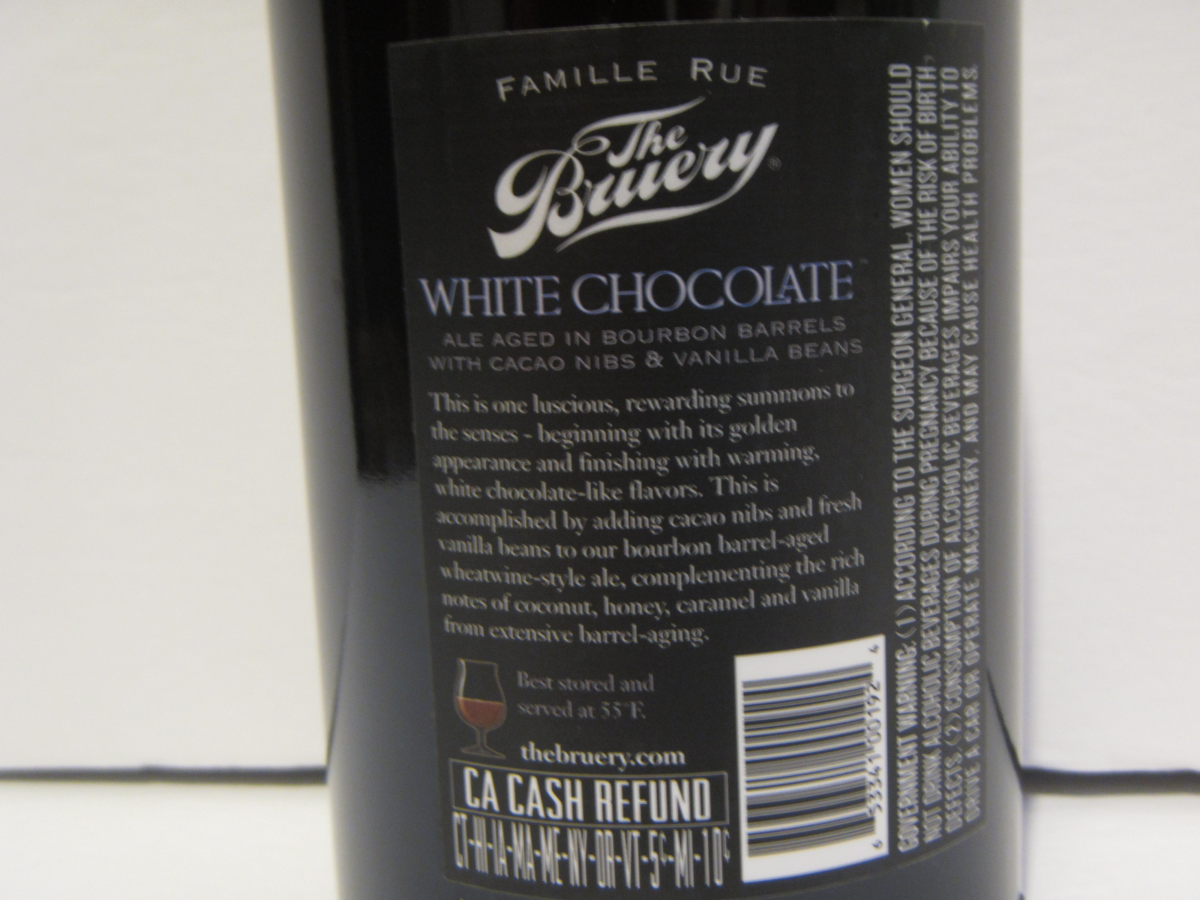 FAMILLE RUE
The
Bruery®
WHITE CHOCOLATE
ALE AGED IN BOURBON BARRELS
WITH CACAO NIBS & VANILLA BEANS
This is one luscious, rewarding summons to
the senses - beginning with its golden
appearance and finishing with warming,
white chocolate-like flavors. This is
accomplished by adding cacao nibs and fresh
vanilla beans to our bourbon barrel-aged
wheatwine-style ale, complementing the rich
notes of coconut, honey, caramel and vanilla
from extensive barrel-aging.
Best stored and
served at 55°F.
thebruery.com
CA CASH REFUND
CT-HI-IA-MA-ME-NY-OR-VT-5¢-MI-10¢
6 53341 00192 4
GOVERNMENT WARNING: (1) ACCORDING TO THE SURGEON GENERAL, WOMEN SHOULD
NOT DRINK ALCOHOLIC BEVERAGES DURING PREGNANCY BECAUSE OF THE RISK OF BIRTH
DEFECTS. (2) CONSUMPTION OF ALCOHOLIC BEVERAGES IMPAIRS YOUR ABILITY TO
DRIVE A CAR OR OPERATE MACHINERY, AND MAY CAUSE HEALTH PROBLEMS.